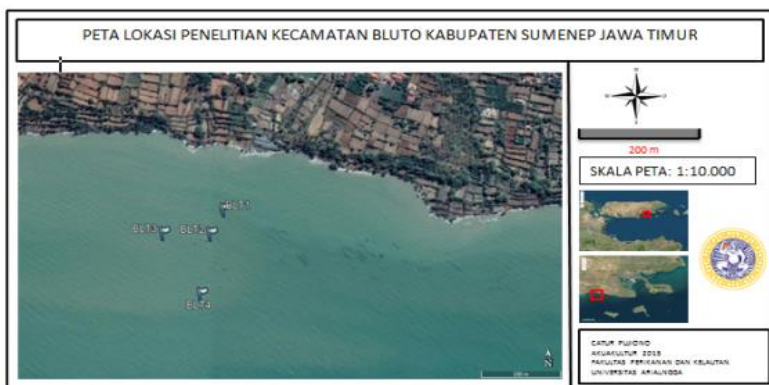 PETA LOKASI PENELITIAN KECAMATAN BLUTO KABUPATEN SUMENEP JAWA TIMUR
BLT1
BLT3 BLT2
BLT4
N
200 m
SKALA PETA: 1:10.000
CATUR PUJIONO
AKUAKULTUR 2015
FAKULTAS PERIKANAN DAN KELAUTAN
UNIVERSITAS ARIALNGGA